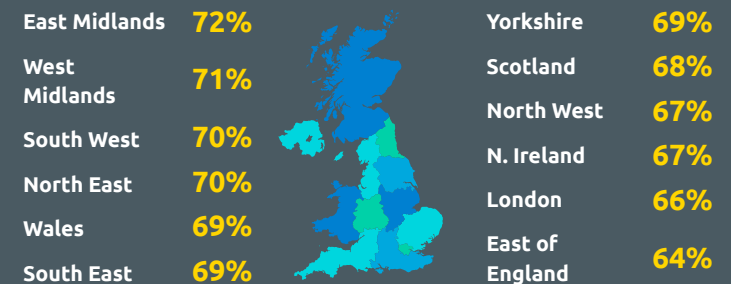 East Midlands 72%
West
Midlands 71%
South West 70%
North East 70%
Wales 69%
South East 69%
Yorkshire 69%
Scotland 68%
North West 67%
N. Ireland 67%
London 66%
East of
England 64%